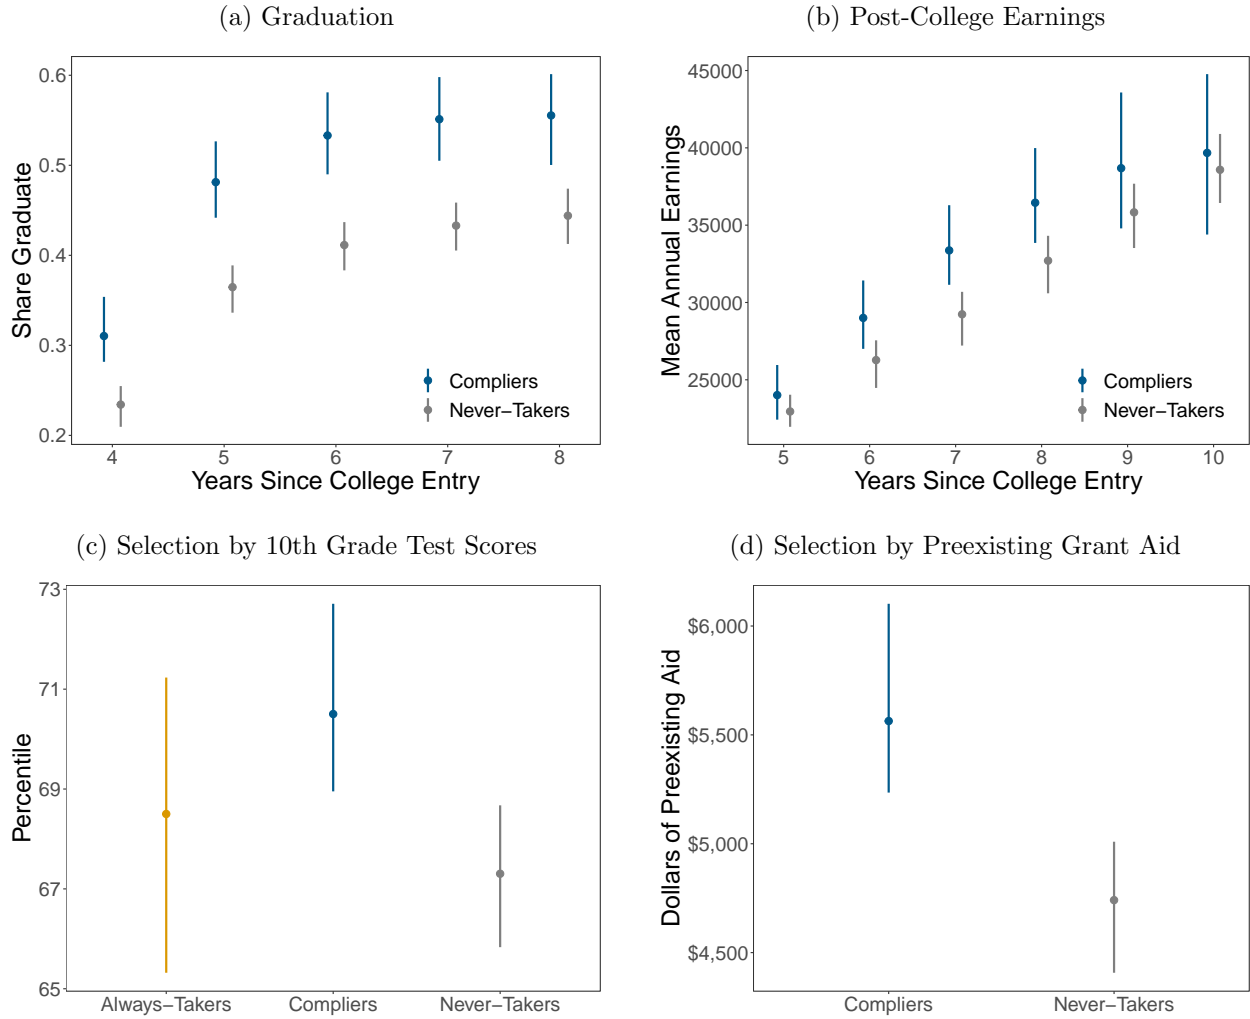 (a) Graduation
0.6
0.5
0.4
0.3
0.2
Share Graduate
Compliers
Never−Takers
4 5 6 7 8
Years Since College Entry
(b) Post-College Earnings
45000
40000
35000
30000
25000
Mean Annual Earnings
Compliers
Never−Takers
5 6 7 8 9 10
Years Since College Entry
(c) Selection by 10th Grade Test Scores
73
71
69
67
65
Percentile
Always−Takers Compliers Never−Takers
(d) Selection by Preexisting Grant Aid
$6,000
$5,500
$5,000
$4,500
Dollars of Preexisting Aid
Compliers Never−Takers